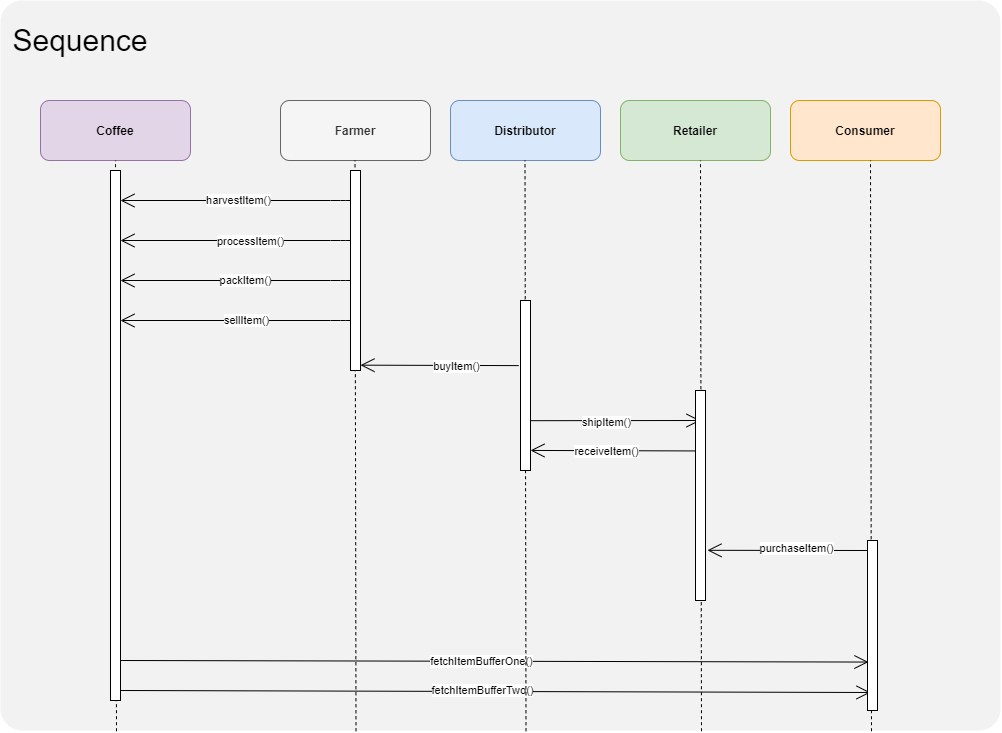 Sequence
Coffee
Farmer
Distributor
Retailer
Consumer
harvestItem()
processItem()
packItem()
sellItem()
buyItem()
shipItem()
receiveItem()
purchaseItem()
fetchItemBufferOne()
fetchItemBufferTwo()